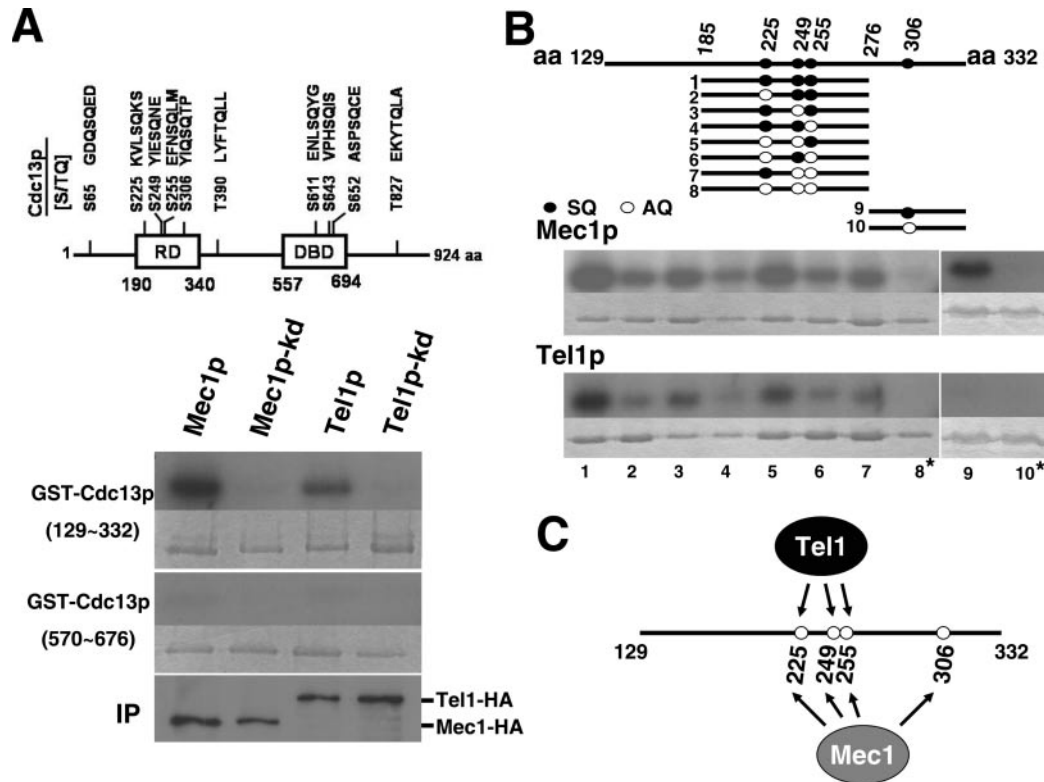 A
Cdc13p
[S/TQ]
S65 GDQSQED
S225 KVLSQKS
S249 YIESQNE
S255 EFNSQLM
S306 YIQSQTP
T390 LYFTQLL
S611 ENLSQYG
S643 VPHSQIS
S652 ASPSQCE
T827 EKYTQLA
1 RD DBD 924 aa
190 340 557 694
Mec1p Mec1p-kd Tel1p Tel1p-kd
GST-Cdc13p
(129~332)
GST-Cdc13p
(570~676)
IP
Tel1-HA
Mec1-HA
B
185 225 249 255 276 306
aa 129 aa 332
1
2
3
4
5
6
7
8
9
10
SQ AQ
Mec1p
Tel1p
1 2 3 4 5 6 7 8* 9 10*
C
Tel1
129 225 249 255 306 332
Mec1